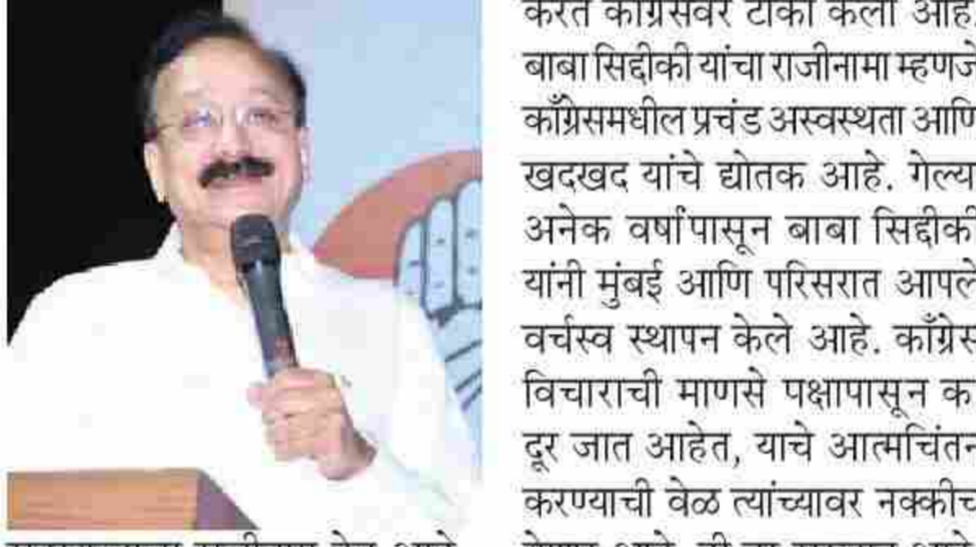 करत काँग्रेसवर टीका केली आहे
बाबा सिद्दीकी यांचा राजीनामा म्हणजे
काँग्रेसमधील प्रचंड अस्वस्थता आणि
खदखद यांचे द्योतक आहे. गेल्या
अनेक वर्षांपासून बाबा सिद्दीकी
यांनी मुंबई आणि परिसरात आपले
वर्चस्व स्थापन केले आहे. काँग्रेस
विचाराची माणसे पक्षापासून का
दूर जात आहेत, याचे आत्मचिंतन
करण्याची वेळ त्यांच्यावर नक्कीच